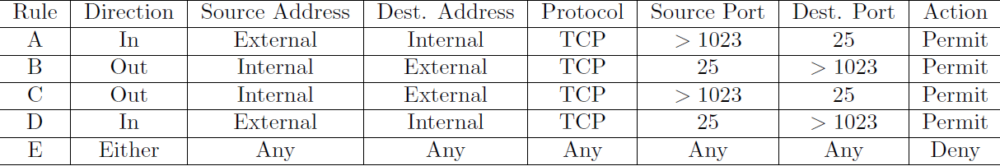 Rule Direction Source Address Dest. Address Protocol Source Port Dest. Port Action
A In External Internal TCP > 1023 25 Permit
B Out Internal External TCP 25 > 1023 Permit
C Out Internal External TCP > 1023 25 Permit
D In External Internal TCP 25 > 1023 Permit
E Either Any Any Any Any Any Deny